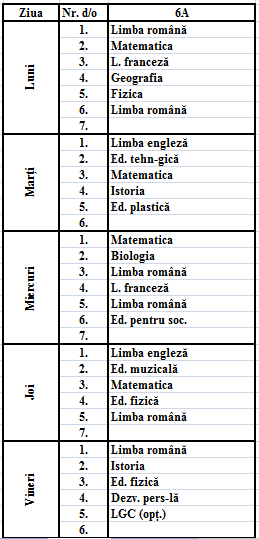 Ziua Nr. d/o 6A
Luni
1. Limba română
2. Matematica
3. L. franceză
4. Geografia
5. Fizica
6. Limba română
7.
Marți
1. Limba engleză
2. Ed. tehn-gică
3. Matematica
4. Istoria
5. Ed. plastică
6.
Miercuri
1. Matematica
2. Biologia
3. Limba română
4. L. franceză
5. Limba română
6. Ed. pentru soc.
7.
Joi
1. Limba engleză
2. Ed. muzicală
3. Matematica
4. Ed. fizică
5. Limba română
7.
Vineri
1. Limba română
2. Istoria
3. Ed. fizică
4. Dezv. pers-lă
5. LGC (opț.)
6.